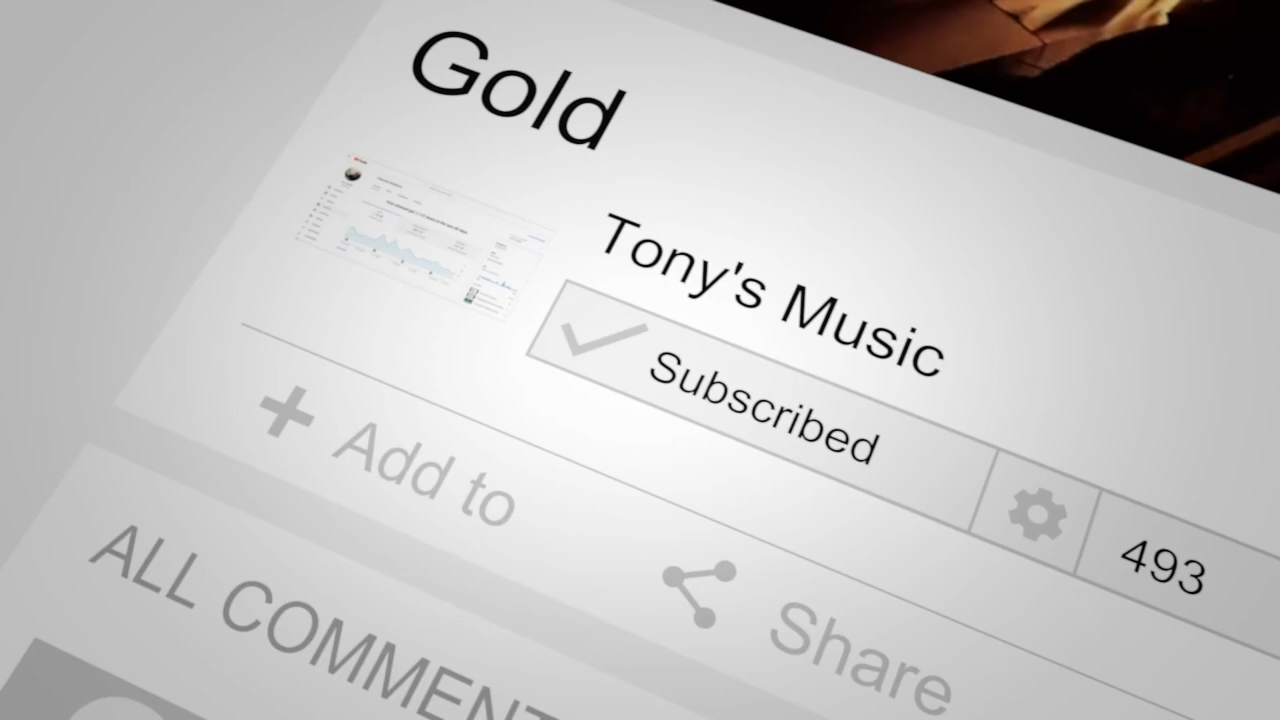 Gold
Tony's Music
Subscribed
493
Add to
Share
ALL COMMENT